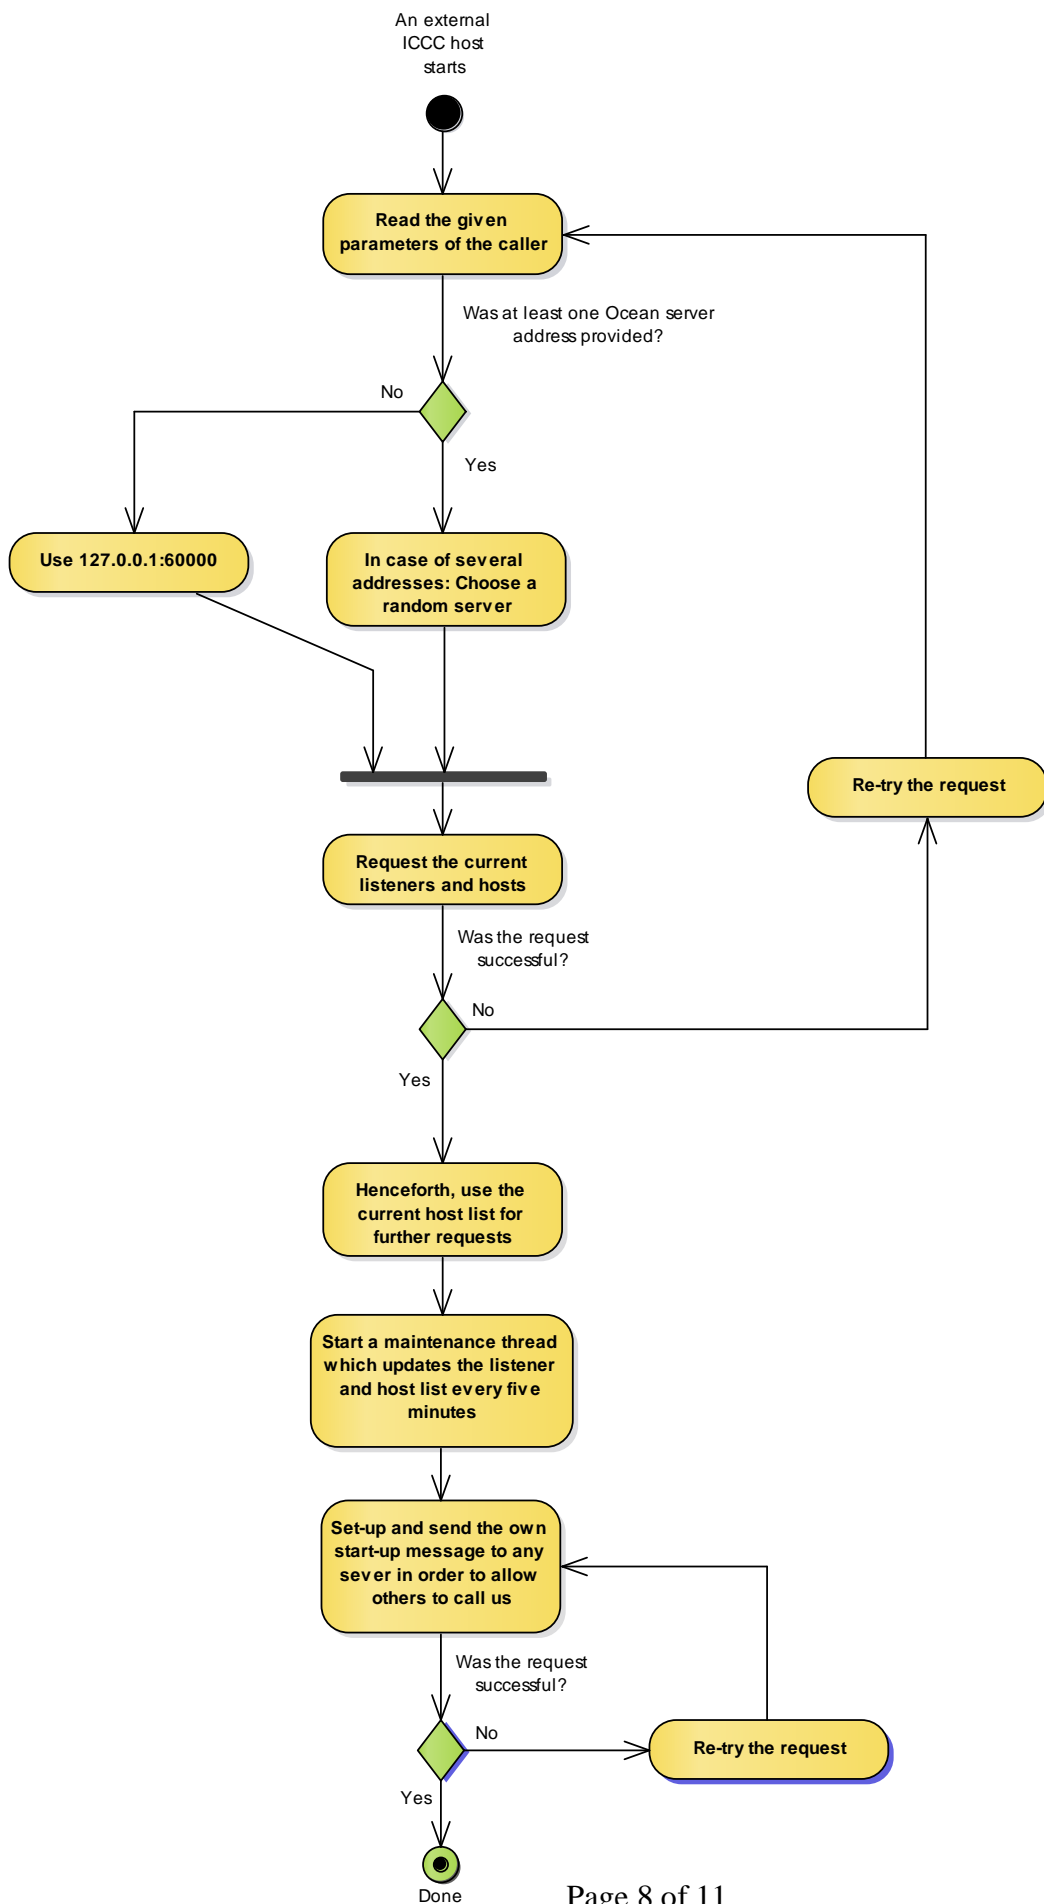 An external
ICCC host
starts
Read the given
parameters of the caller
Was at least one Ocean server
address provided?
No
Yes
Use 127.0.0.1:60000
In case of several
addresses: Choose a
random server
Re-try the request
Request the current
listeners and hosts
Was the request
successful?
No
Yes
Henceforth, use the
current host list for
further requests
Start a maintenance thread
which updates the listener
and host list every five
minutes
Set-up and send the own
start-up message to any
sever in order to allow
others to call us
Was the request
successful?
No
Re-try the request
Yes
Done
Page 8 of 11